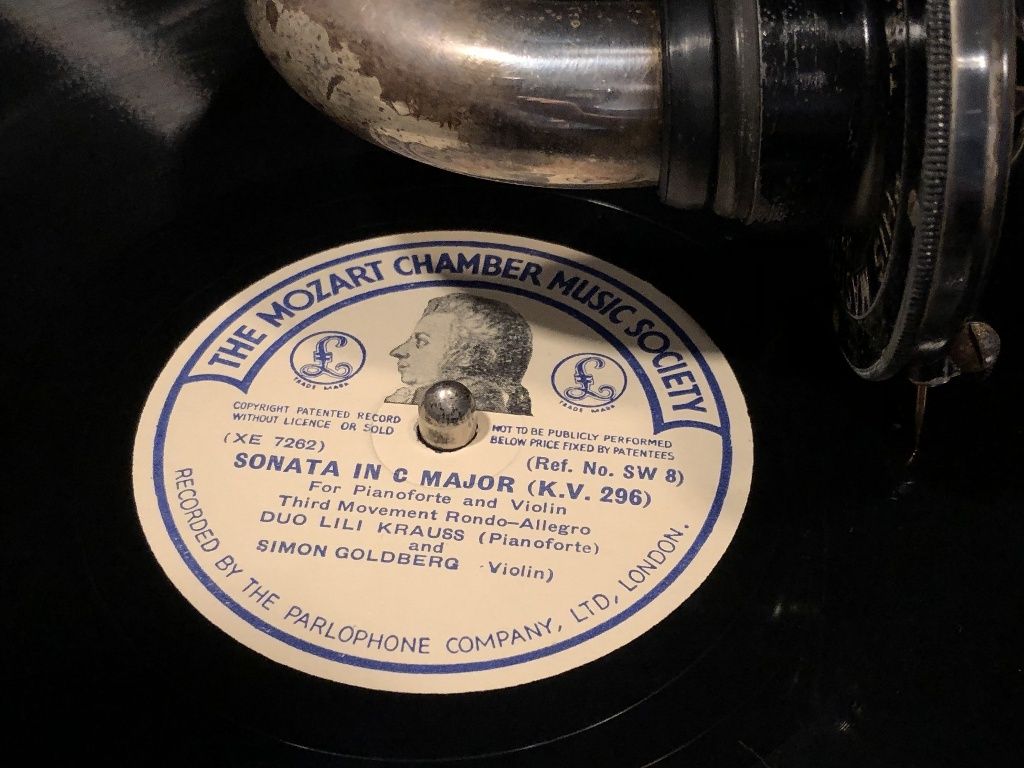 THE MOZART CHAMBER MUSIC SOCIETY
£
TRADE MARK
£
TRADE MARK
COPYRIGHT PATENTED RECORD
WITHOUT LICENCE OR SOLD
NOT TO BE PUBLICLY PERFORMED
BELOW PRICE FIXED BY PATENTEES
(XE 7262)
(Ref. No. SW 8)
SONATA IN C MAJOR (K.V. 296)
For Pianoforte and Violin
Third Movement Rondo—Allegro
DUO LILI KRAUSS (Pianoforte)
and
SIMON GOLDBERG Violin)
RECORDED BY THE PARLOPHONE COMPANY, LTD, LONDON.